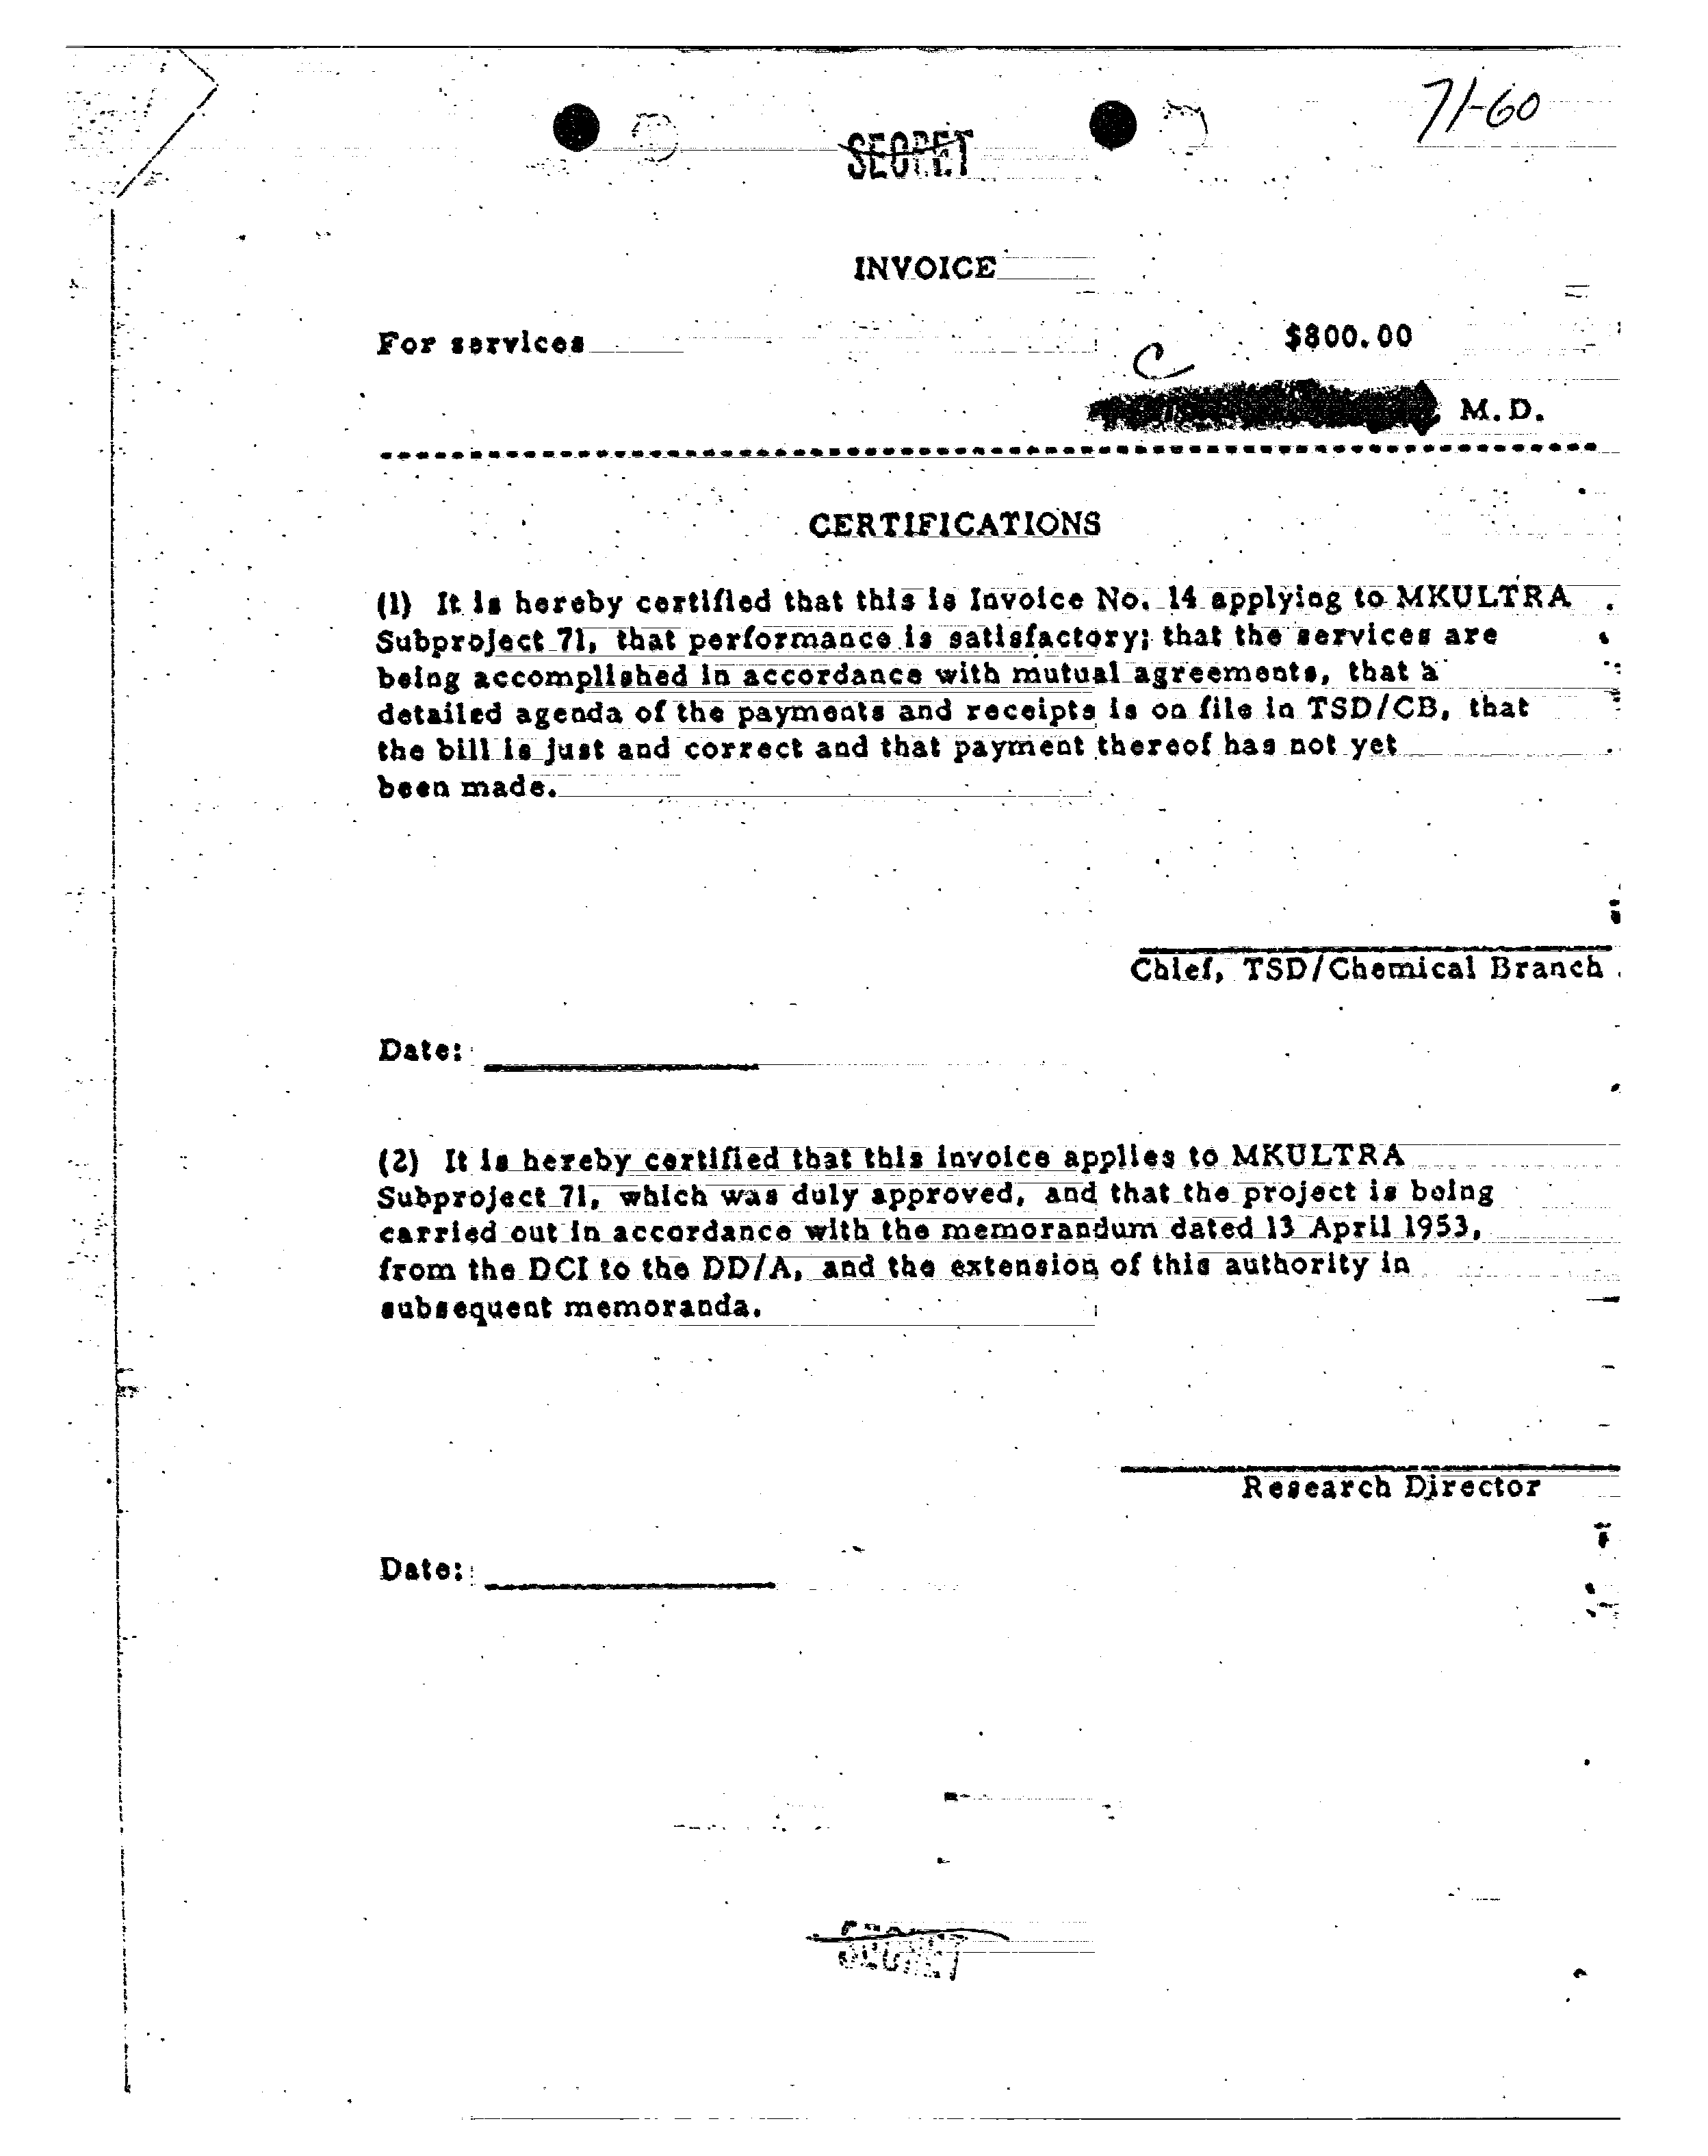 71-60
SECRET
INVOICE
For services $800.00
C
M.D.
CERTIFICATIONS
(1) It is hereby certified that this is Invoice No. 14 applying to MKULTRA
Subproject 71, that performance is satisfactory; that the services are
being accomplished in accordance with mutual agreements, that a
detailed agenda of the payments and receipts is on file in TSD/CB, that
the bill is just and correct and that payment thereof has not yet
been made.
Chief, TSD/Chemical Branch
Date:
(2) It is hereby certified that this invoice applies to MKULTRA
Subproject 71, which was duly approved, and that the project is being
carried out in accordance with the memorandum dated 13 April 1953,
from the DCI to the DD/A, and the extension of this authority in
subsequent memoranda.
Research Director
Date:
SECRET